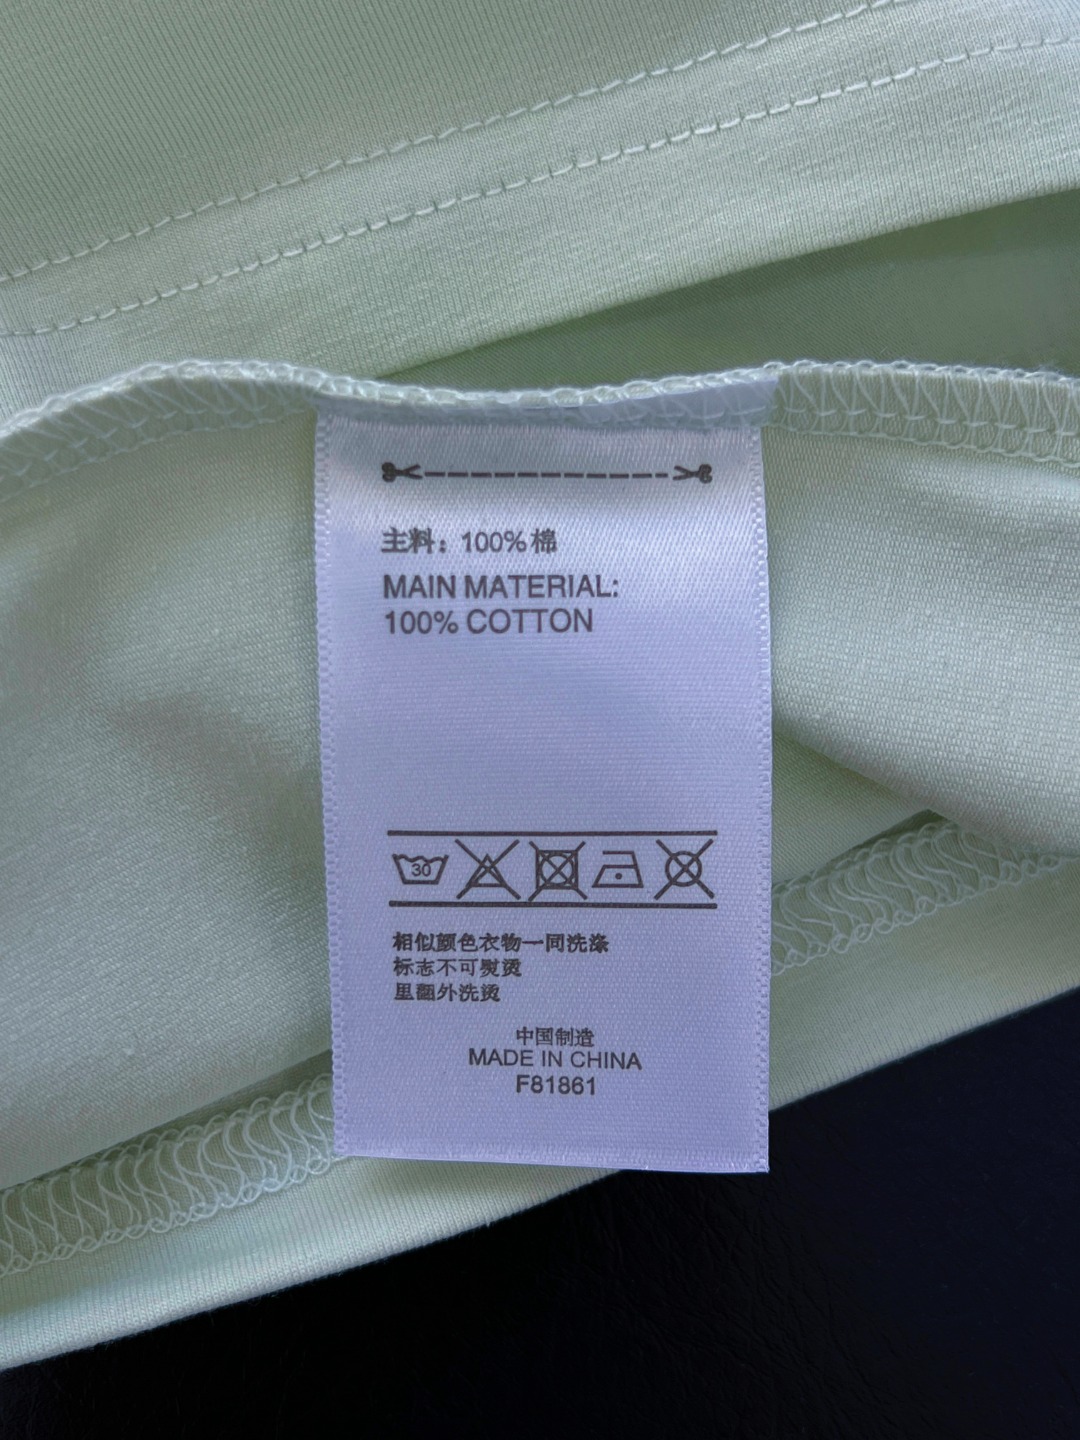 主料：100%棉
MAIN MATERIAL:
100% COTTON
30
相似颜色衣物一同洗涤
标志不可熨烫
里翻外洗烫
中国制造
MADE IN CHINA
F81861